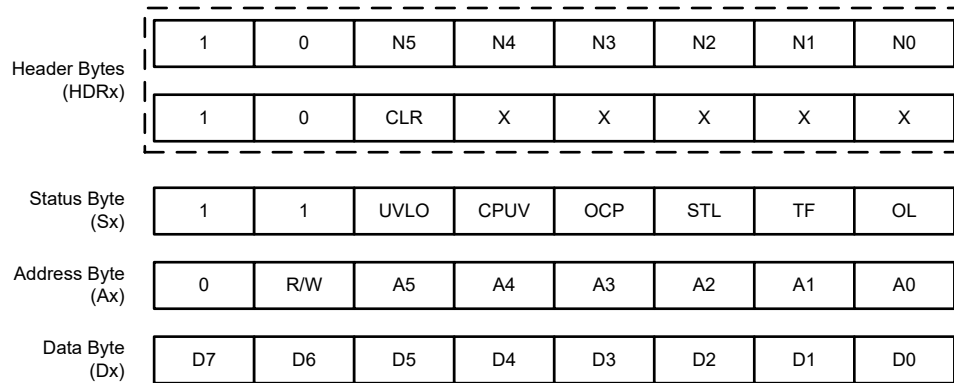 Header Bytes
(HDRx)
1 0 N5 N4 N3 N2 N1 N0
1 0 CLR X X X X X
Status Byte
(Sx)
1 1 UVLO CPUV OCP STL TF OL
Address Byte
(Ax)
0 R/W A5 A4 A3 A2 A1 A0
Data Byte
(Dx)
D7 D6 D5 D4 D3 D2 D1 D0